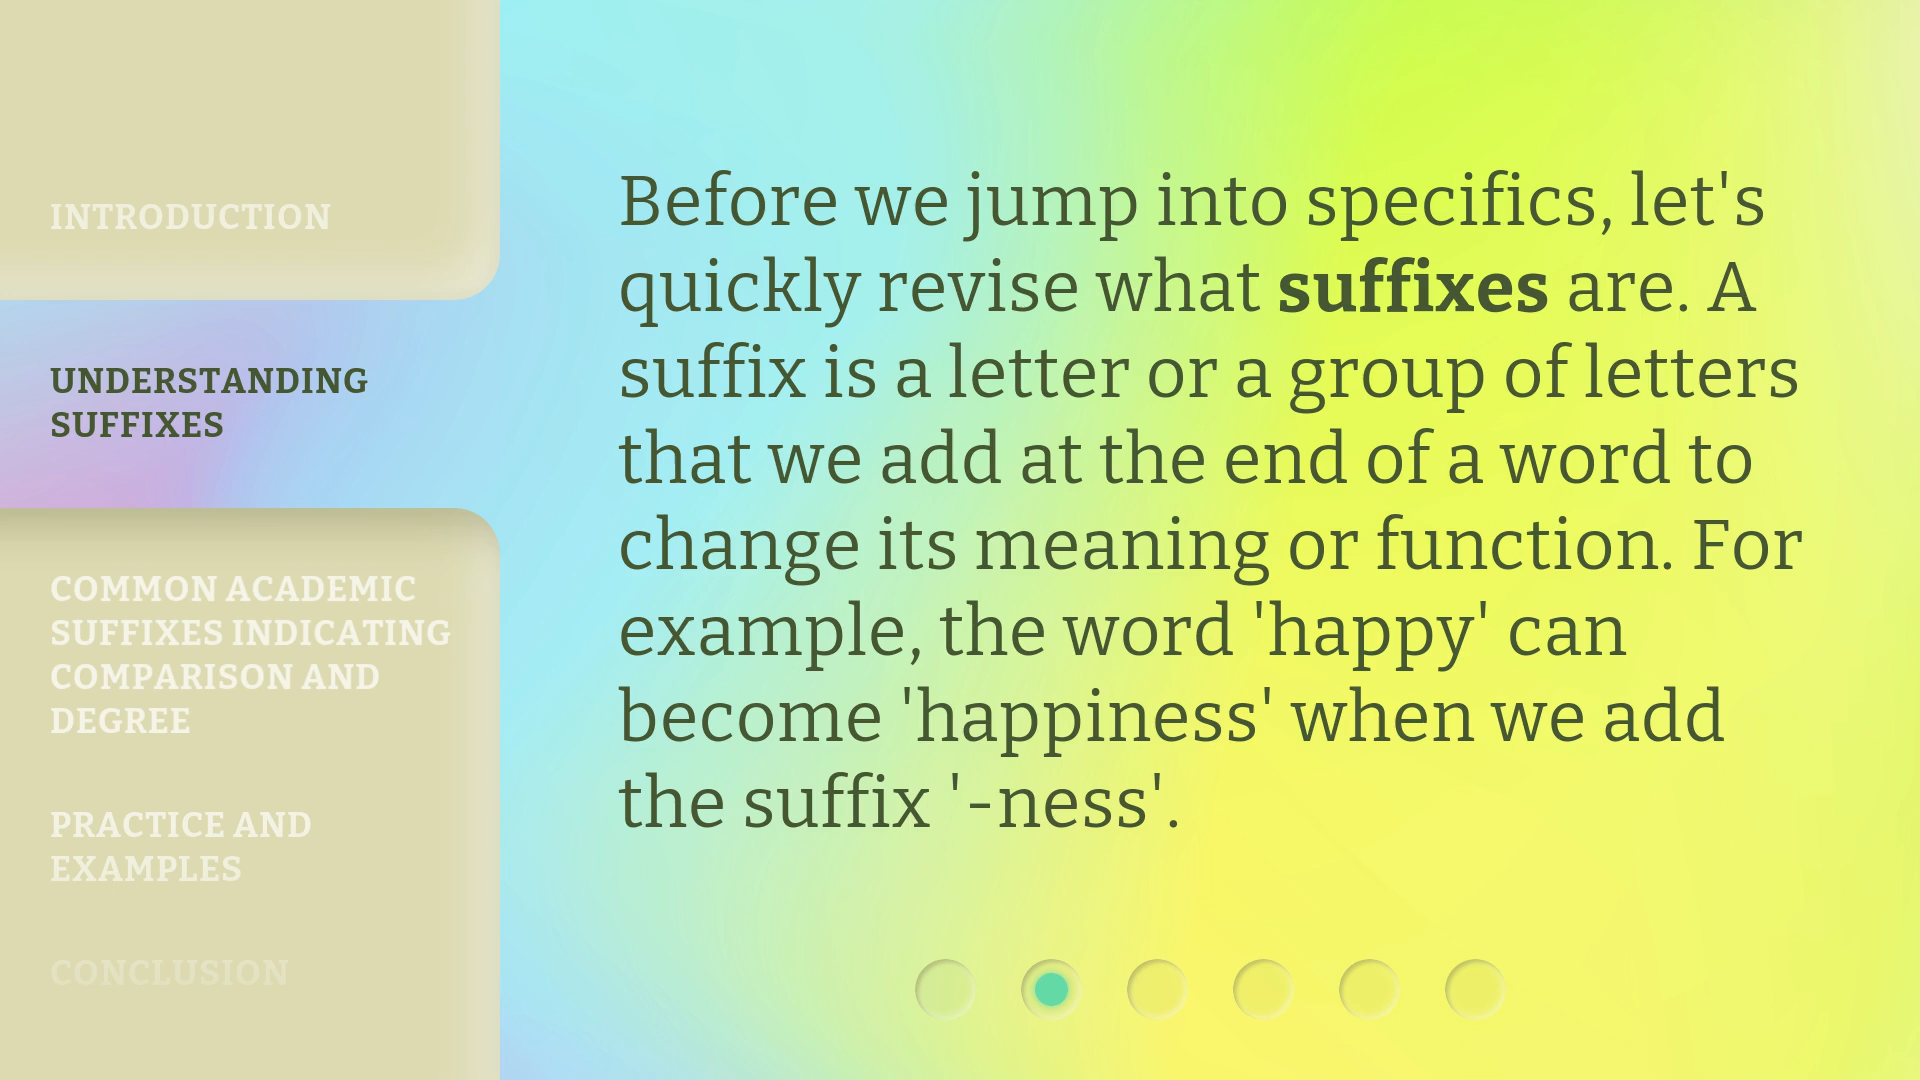 INTRODUCTION
UNDERSTANDING
SUFFIXES
COMMON ACADEMIC
SUFFIXES INDICATING
COMPARISON AND
DEGREE
PRACTICE AND
EXAMPLES
CONCLUSION
Before we jump into specifics, let's
quickly revise what suffixes are. A
suffix is a letter or a group of letters
that we add at the end of a word to
change its meaning or function. For
example, the word 'happy' can
become 'happiness' when we add
the suffix '-ness'.